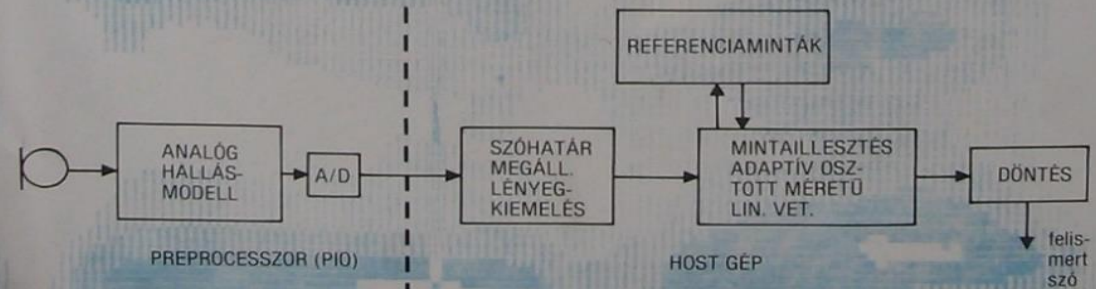 REFERENCIAMINTÁK
ANALÓG
HALLÁS-
MODELL
A/D
SZÓHATÁR
MEGÁLL.
LÉNYEG-
KIEMELÉS
MINTAILLESZTÉS
ADAPTÍV OSZ-
TOTT MÉRETŰ
LIN. VET.
DÖNTÉS
felis-
mert
szó
PREPROCESSZOR (PIO)
HOST GÉP